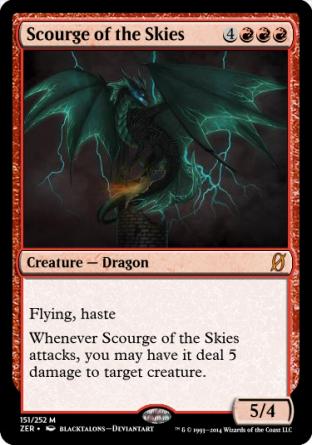 Scourge of the Skies 4
Creature — Dragon
Flying, haste
Whenever Scourge of the Skies
attacks, you may have it deal 5
damage to target creature.
151/252 M
ZER • Blacktalons—Deviantart
™ & © 1993–2014 Wizards of the Coast LLC
5/4